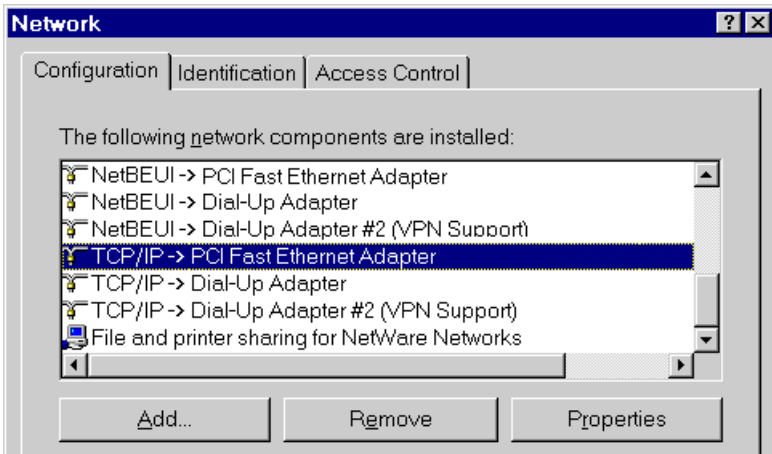 Network
Configuration Identification Access Control
The following network components are installed:
NetBEUI -> PCI Fast Ethernet Adapter
NetBEUI -> Dial-Up Adapter
NetBEUI -> Dial-Up Adapter #2 (VPN Support)
TCP/IP -> PCI Fast Ethernet Adapter
TCP/IP -> Dial-Up Adapter
TCP/IP -> Dial-Up Adapter #2 (VPN Support)
File and printer sharing for NetWare Networks
Add... Remove Properties